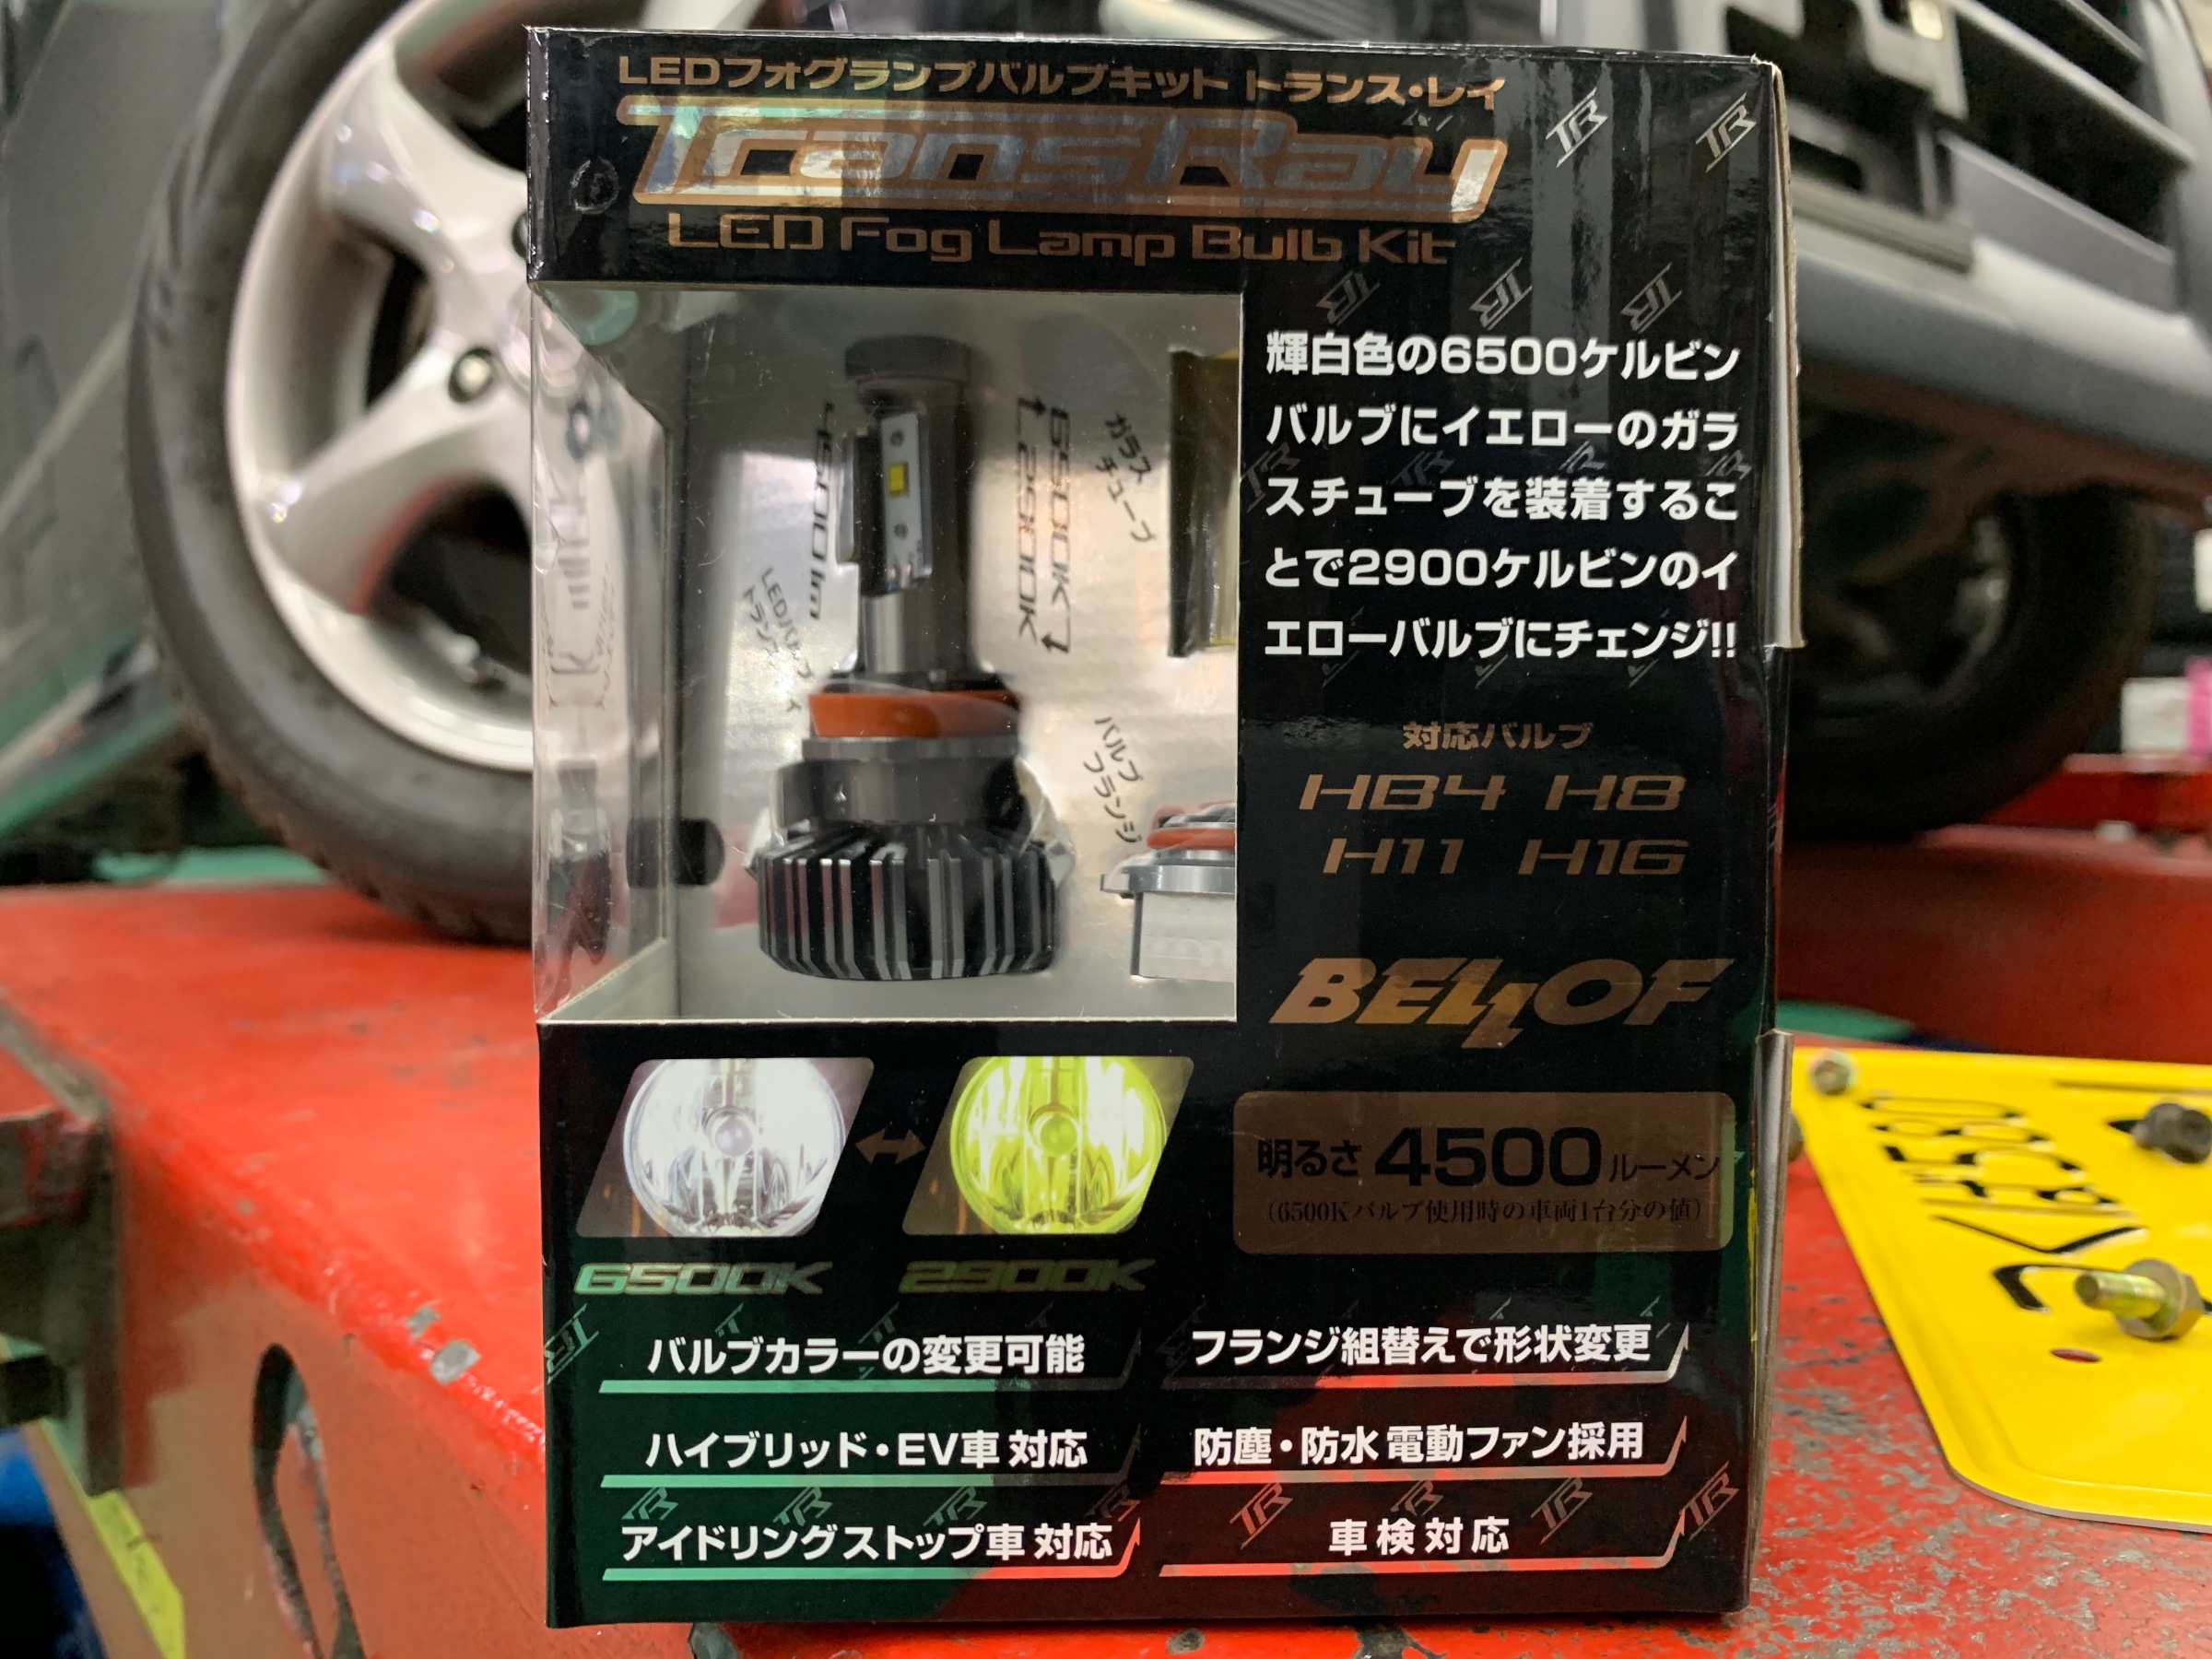 LEDフォグランプバルブキット トランス・レイ
TransRay
LED Fog Lamp Bulb Kit
TR TR
輝白色の6500ケルビン
バルブにイエローのガラ
スチューブを装着するこ
とで2900ケルビンのイ
エローバルブにチェンジ!!
6500K
2900K
ガラス
チューブ
バルブ
フランジ
対応バルブ
HB4 H8
H11 H16
BELLOF
明るさ 4500 ルーメン
(6500Kバルブ使用時の車両1台分の値)
6500K 2900K
バルブカラーの変更可能
フランジ組替えで形状変更
ハイブリッド・EV車 対応
防塵・防水 電動ファン採用
アイドリングストップ車 対応
車検対応